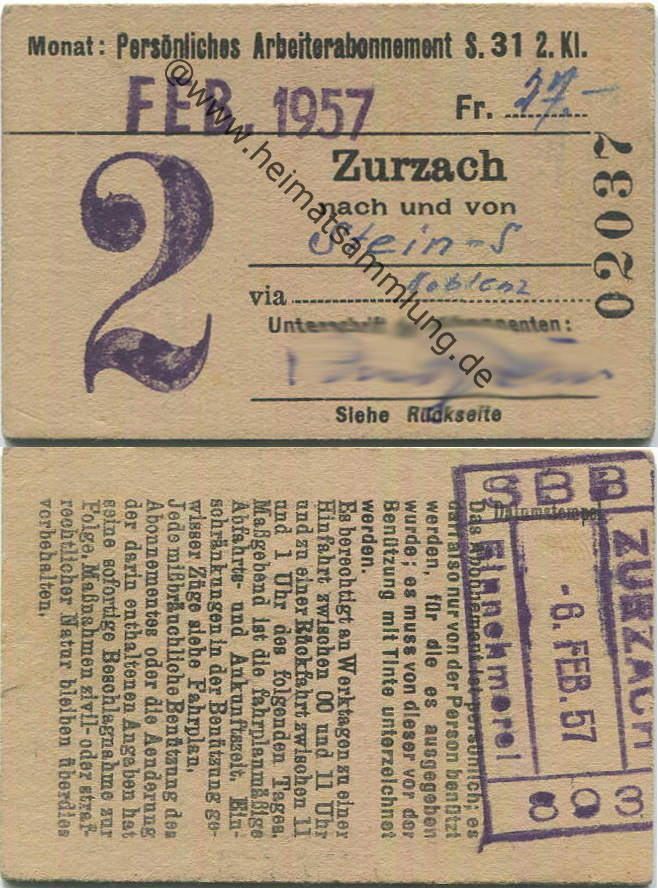 Monat: Persönliches Arbeiterabonnement S. 31 2. Kl.
FEB. 1957 Fr. 27.-
2
Zurzach
nach und von
Stein-S
via Koblenz
02037
Unterschrift des Abonnenten:
Siehe Rückseite
@www.heimatsammlung.de
SBB
ZURZACH
Datumstempel
- 6. FEB. 57
Einnehmerei
893
Das Abonnement ist persönlich; es
darf also nur von der Person benützt
werden, für die es ausgegeben
wurde; es muss von dieser vor der
Benützung mit Tinte unterzeichnet
werden.
Es berechtigt an Werktagen zu einer
Hinfahrt zwischen 00 und 11 Uhr
und zu einer Rückfahrt zwischen 11
und 1 Uhr des folgenden Tages.
Maßgebend ist die fahrplanmäßige
Abfahrts- und Ankunftszeit. Ein-
schränkungen in der Benützung ge-
wisser Züge siehe Fahrplan.
Jede mißbräuchliche Benützung des
Abonnementes oder die Aenderung
der darin enthaltenen Angaben hat
seine sofortige Beschlagnahme zur
Folge. Maßnahmen zivil- oder straf-
rechtlicher Natur bleiben überdies
vorbehalten.